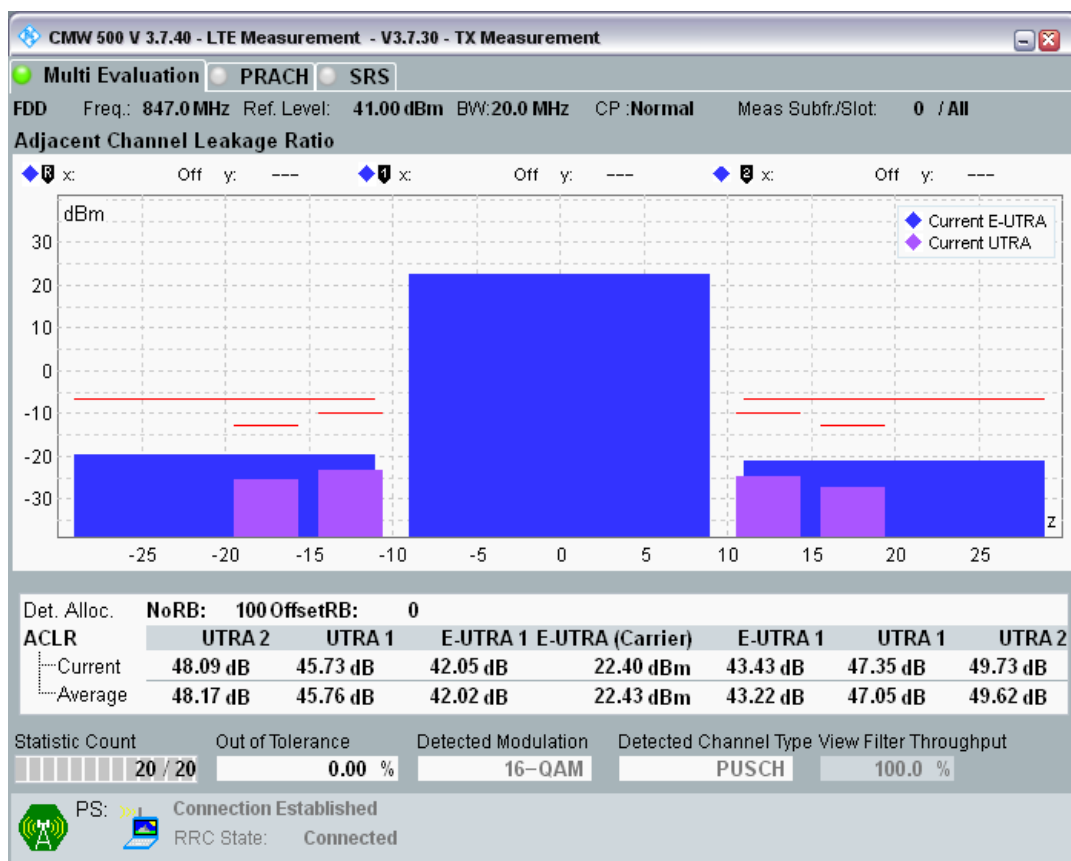 CMW 500 V 3.7.40 - LTE Measurement - V3.7.30 - TX Measurement
Multi Evaluation PRACH SRS
FDD Freq.: 847.0 MHz Ref. Level: 41.00 dBm BW: 20.0 MHz CP : Normal Meas Subfr./Slot: 0 / All
Adjacent Channel Leakage Ratio
R x: Off y: --- 1 x: Off y: --- 2 x: Off y: ---
dBm
Current E-UTRA
Current UTRA
30
20
10
0
-10
-20
-30
z
-25 -20 -15 -10 -5 0 5 10 15 20 25
Det. Alloc. NoRB: 100 OffsetRB: 0
ACLR UTRA 2 UTRA 1 E-UTRA 1 E-UTRA (Carrier) E-UTRA 1 UTRA 1 UTRA 2
Current 48.09 dB 45.73 dB 42.05 dB 22.40 dBm 43.43 dB 47.35 dB 49.73 dB
Average 48.17 dB 45.76 dB 42.02 dB 22.43 dBm 43.22 dB 47.05 dB 49.62 dB
Statistic Count Out of Tolerance Detected Modulation Detected Channel Type View Filter Throughput
20 / 20 0.00 % 16-QAM PUSCH 100.0 %
PS: Connection Established
RRC State: Connected